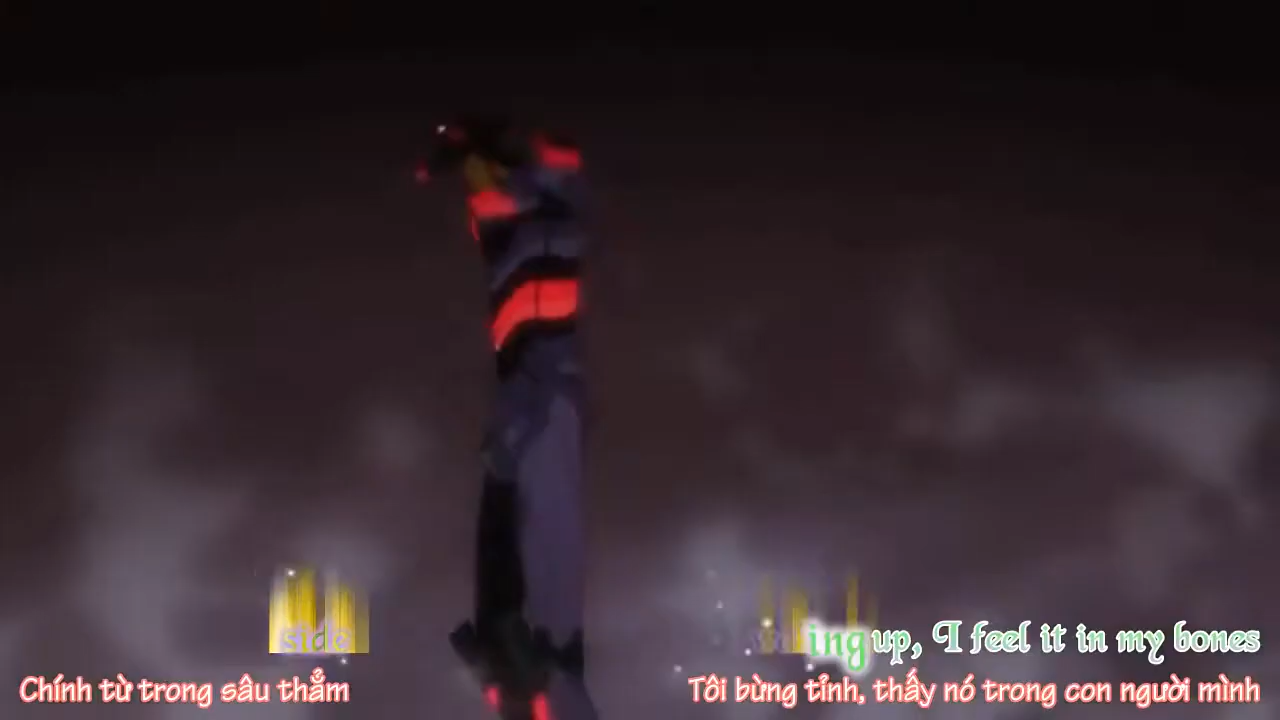 side
ing up, I feel it in my bones
Chính từ trong sâu thẳm
Tôi bừng tỉnh, thấy nó trong con người mình